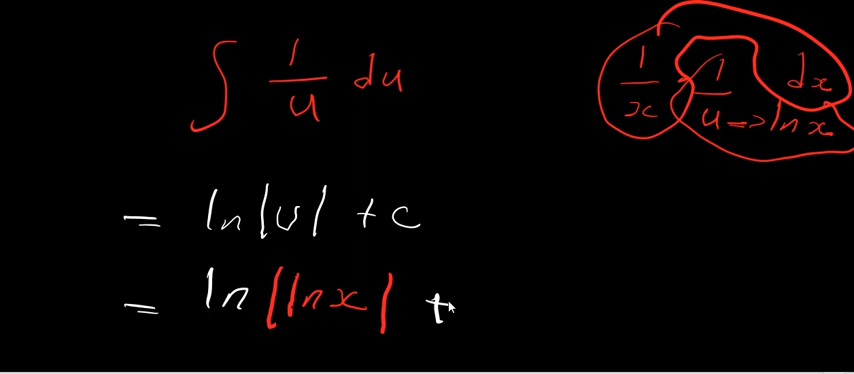 ∫ 1/u du
1/x 1/u dx
u => ln x
= ln|u| + c
= ln|ln x| +